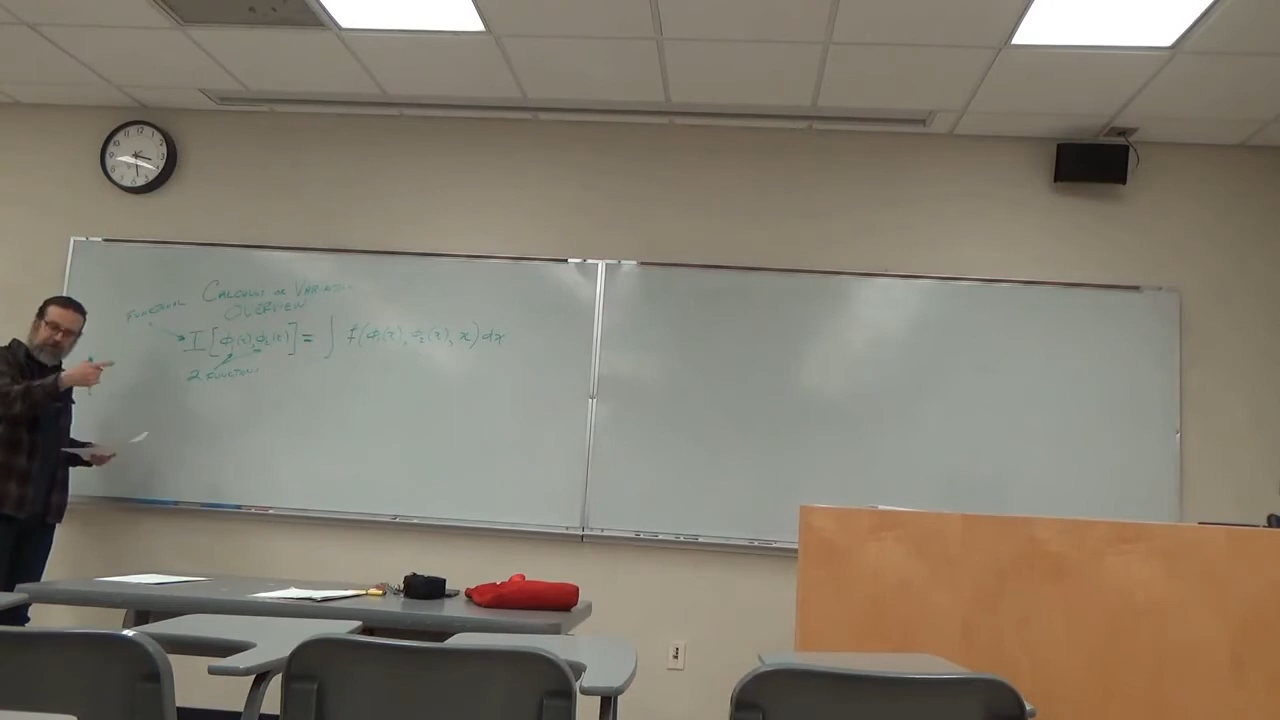 CALCULUS OF VARIATIONS
OVERVIEW
FUNCTIONAL
I[φ₁(x),φ₂(x)] = ∫ f(φ₁(x), φ₂(x), x)dx
2 FUNCTIONS